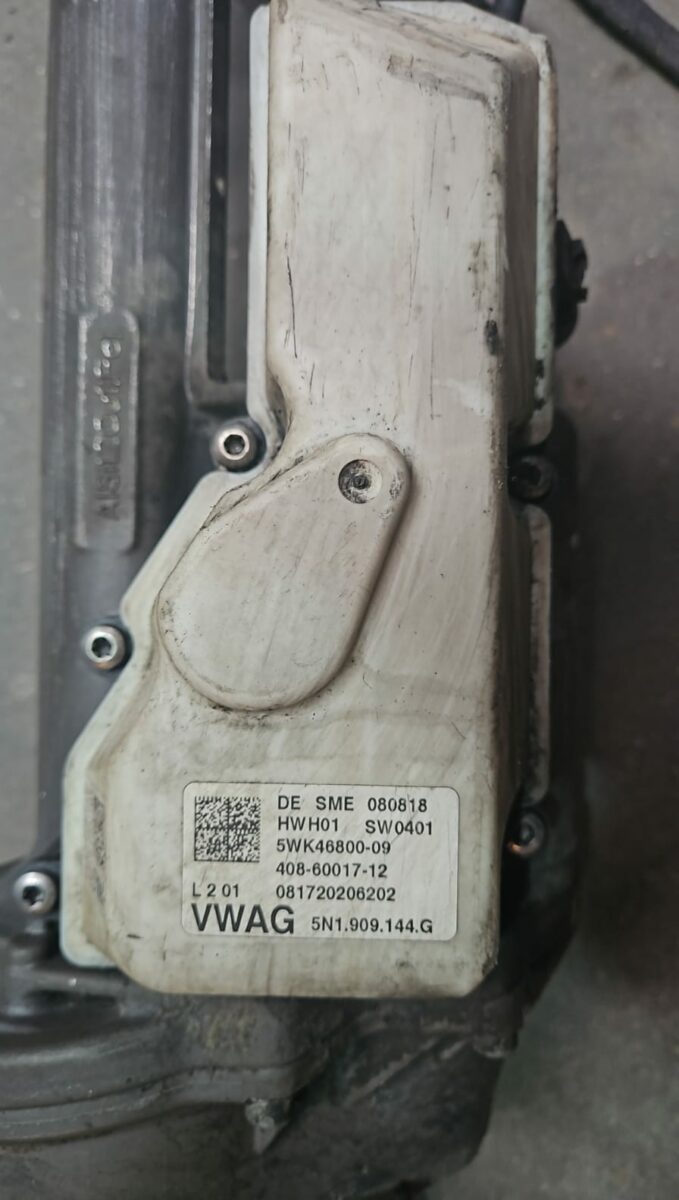 DE SME 080818
HWH01 SW0401
5WK46800-09
408-60017-12
L 2 01 081720206202
VWAG 5N1.909.144.G